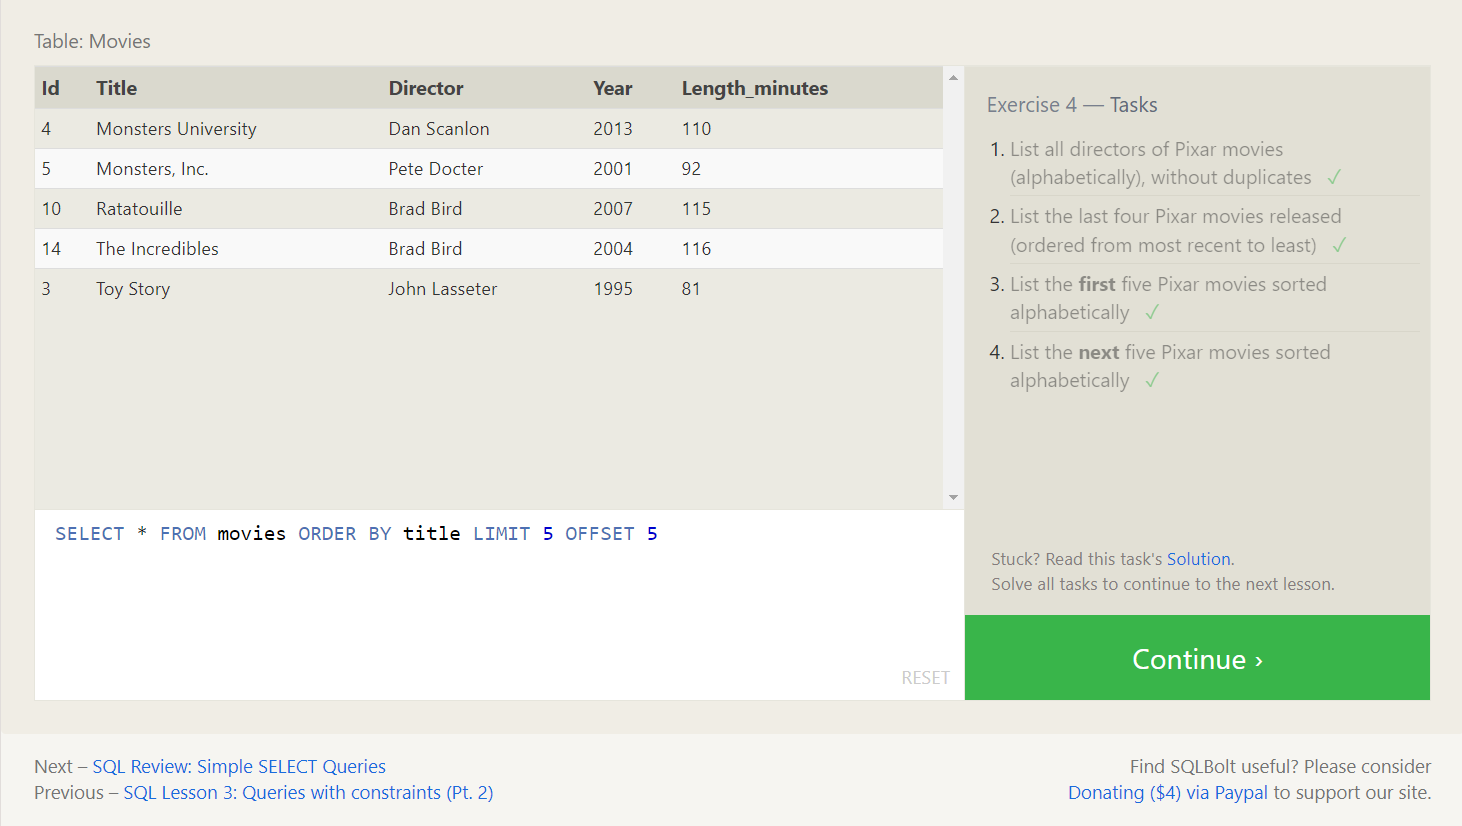 Table: Movies
Id Title Director Year Length_minutes
4 Monsters University Dan Scanlon 2013 110
5 Monsters, Inc. Pete Docter 2001 92
10 Ratatouille Brad Bird 2007 115
14 The Incredibles Brad Bird 2004 116
3 Toy Story John Lasseter 1995 81
SELECT * FROM movies ORDER BY title LIMIT 5 OFFSET 5
RESET
Exercise 4 — Tasks
1. List all directors of Pixar movies
(alphabetically), without duplicates ✓
2. List the last four Pixar movies released
(ordered from most recent to least) ✓
3. List the first five Pixar movies sorted
alphabetically ✓
4. List the next five Pixar movies sorted
alphabetically ✓
Stuck? Read this task's Solution.
Solve all tasks to continue to the next lesson.
Continue ›
Next – SQL Review: Simple SELECT Queries
Previous – SQL Lesson 3: Queries with constraints (Pt. 2)
Find SQLBolt useful? Please consider
Donating ($4) via Paypal to support our site.